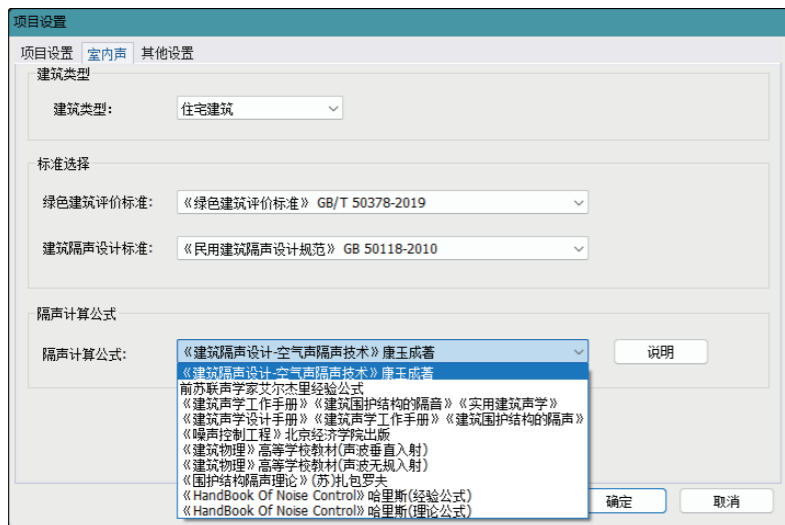 项目设置
项目设置 室内声 其他设置
建筑类型
建筑类型: 住宅建筑
标准选择
绿色建筑评价标准: 《绿色建筑评价标准》 GB/T 50378-2019
建筑隔声设计标准: 《民用建筑隔声设计规范》 GB 50118-2010
隔声计算公式
隔声计算公式: 《建筑隔声设计-空气声隔声技术》康玉成著 说明
《建筑隔声设计-空气声隔声技术》康玉成著
前苏联声学家艾尔杰里经验公式
《建筑声学工作手册》《建筑围护结构的隔音》《实用建筑声学》
《建筑声学设计手册》《建筑声学工作手册》《建筑围护结构的隔声》
《噪声控制工程》北京经济学院出版
《建筑物理》高等学校教材(声波垂直入射)
《建筑物理》高等学校教材(声波无规入射)
《围护结构隔声理论》(苏)扎包罗夫
《HandBook Of Noise Control》哈里斯(经验公式)
《HandBook Of Noise Control》哈里斯(理论公式)
确定 取消